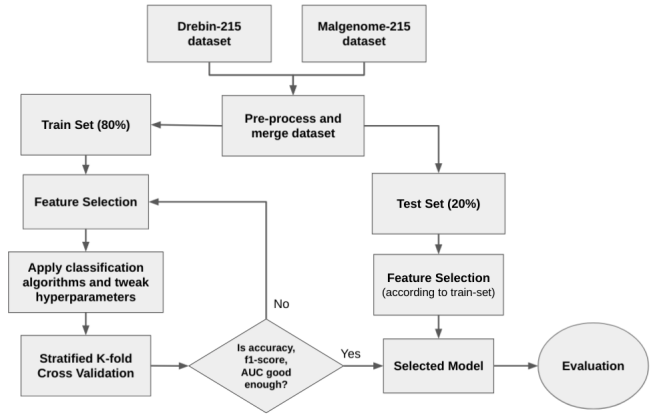 Drebin-215
dataset
Malgenome-215
dataset
Train Set (80%)
Pre-process and
merge dataset
Feature Selection
Test Set (20%)
Apply classification
algorithms and tweak
hyperparameters
Feature Selection
(according to train-set)
No
Stratified K-fold
Cross Validation
Is accuracy,
f1-score,
AUC good
enough?
Yes
Selected Model
Evaluation